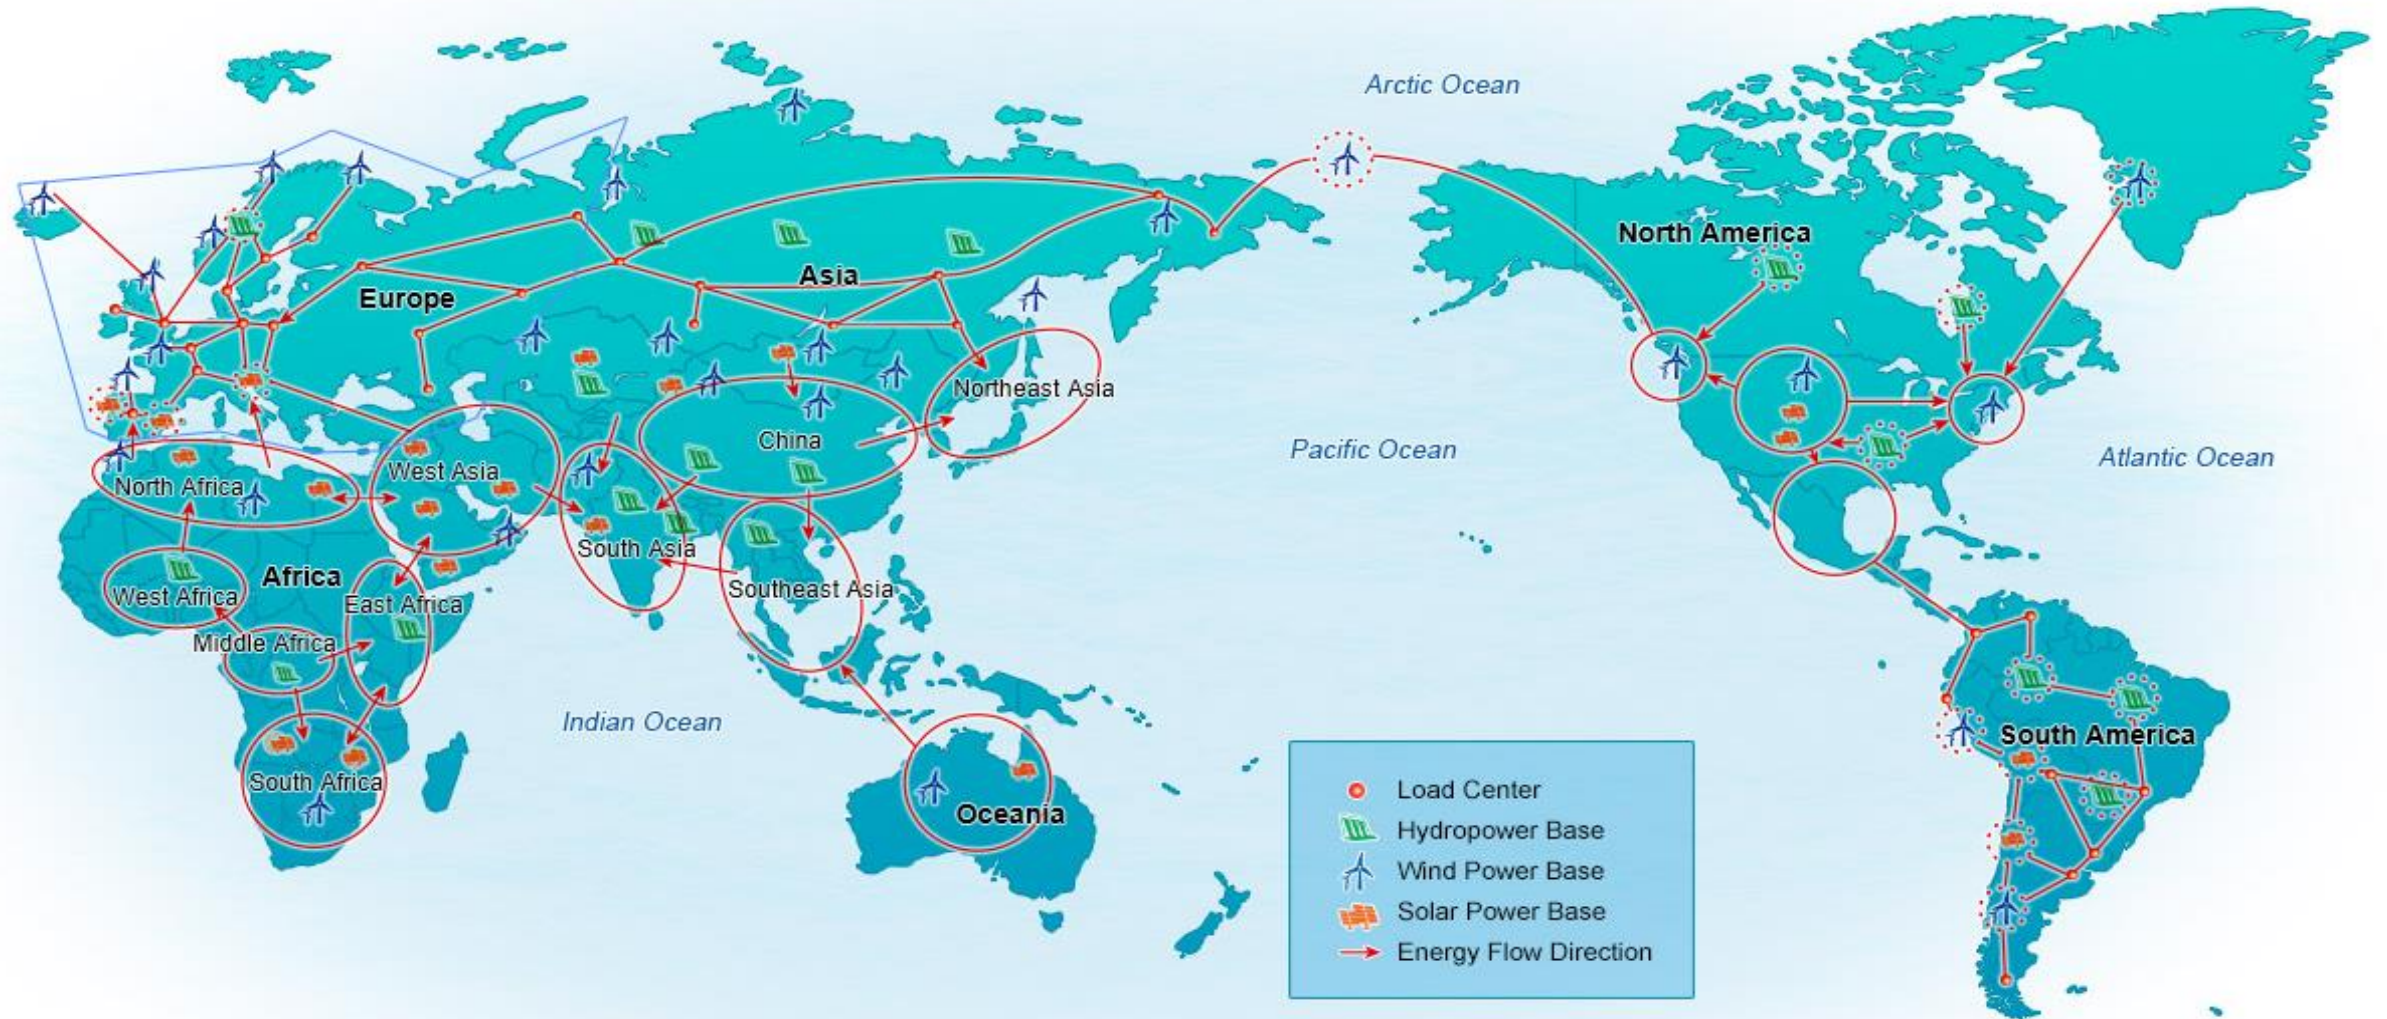 Arctic Ocean
North America
Asia
Europe
Northeast Asia
China
Pacific Ocean
Atlantic Ocean
West Asia
North Africa
South Asia
Africa
Southeast Asia
West Africa
East Africa
Middle Africa
Indian Ocean
South America
South Africa
Oceania
Load Center
Hydropower Base
Wind Power Base
Solar Power Base
Energy Flow Direction